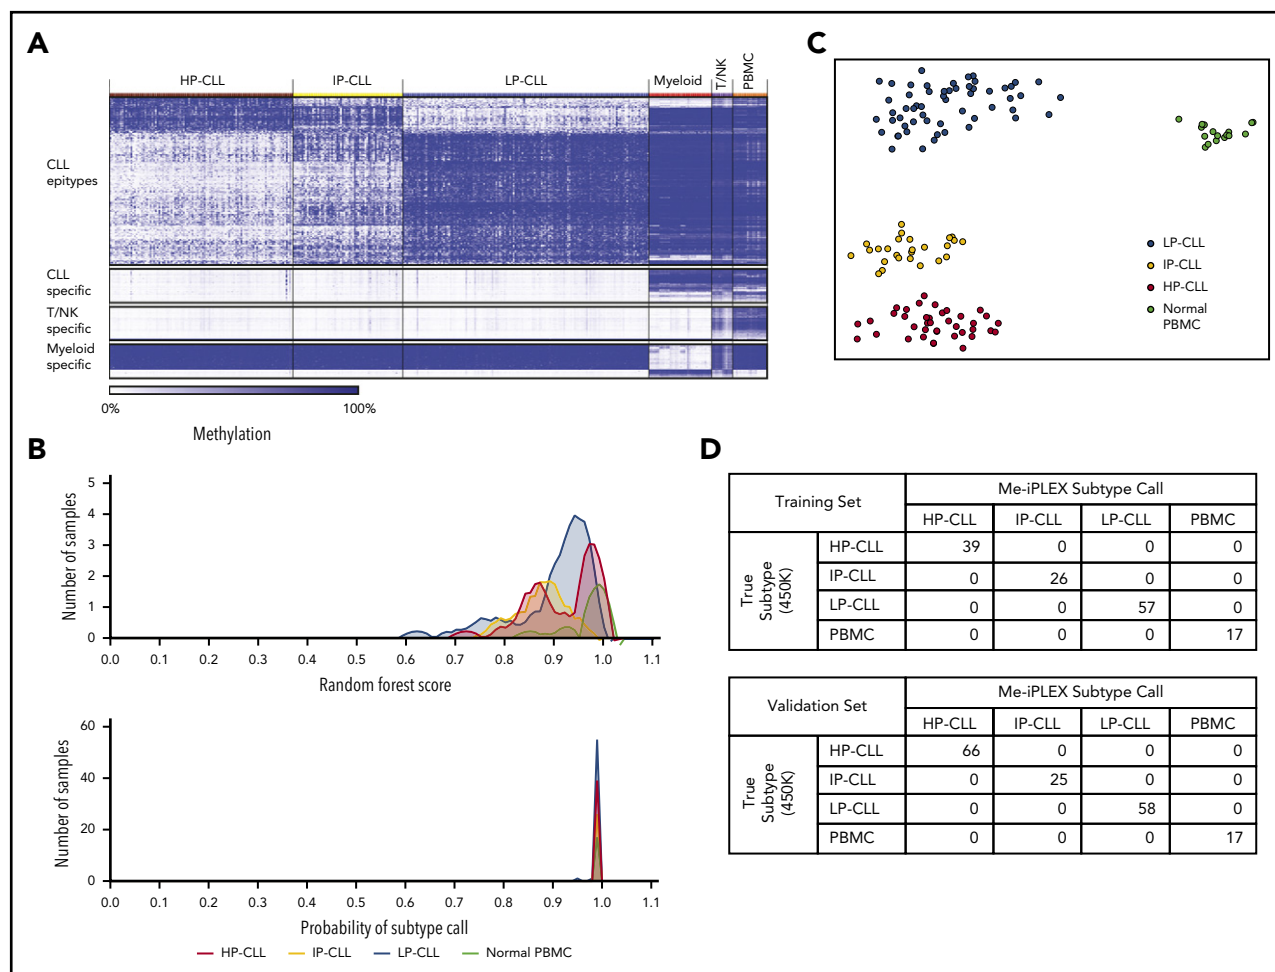 A
HP-CLL IP-CLL LP-CLL Myeloid T/NK PBMC
CLL
epitypes
CLL
specific
T/NK
specific
Myeloid
specific
0% 100%
Methylation
B
Number of samples
5
4
3
2
1
0
0.0 0.1 0.2 0.3 0.4 0.5 0.6 0.7 0.8 0.9 1.0 1.1
Random forest score
Number of samples
60
40
20
0
0.0 0.1 0.2 0.3 0.4 0.5 0.6 0.7 0.8 0.9 1.0 1.1
Probability of subtype call
HP-CLL IP-CLL LP-CLL Normal PBMC
C
LP-CLL
IP-CLL
HP-CLL
Normal
PBMC
D
Training Set
Me-iPLEX Subtype Call
HP-CLL IP-CLL LP-CLL PBMC
True
Subtype
(450K)
HP-CLL 39 0 0 0
IP-CLL 0 26 0 0
LP-CLL 0 0 57 0
PBMC 0 0 0 17
Validation Set
Me-iPLEX Subtype Call
HP-CLL IP-CLL LP-CLL PBMC
True
Subtype
(450K)
HP-CLL 66 0 0 0
IP-CLL 0 25 0 0
LP-CLL 0 0 58 0
PBMC 0 0 0 17